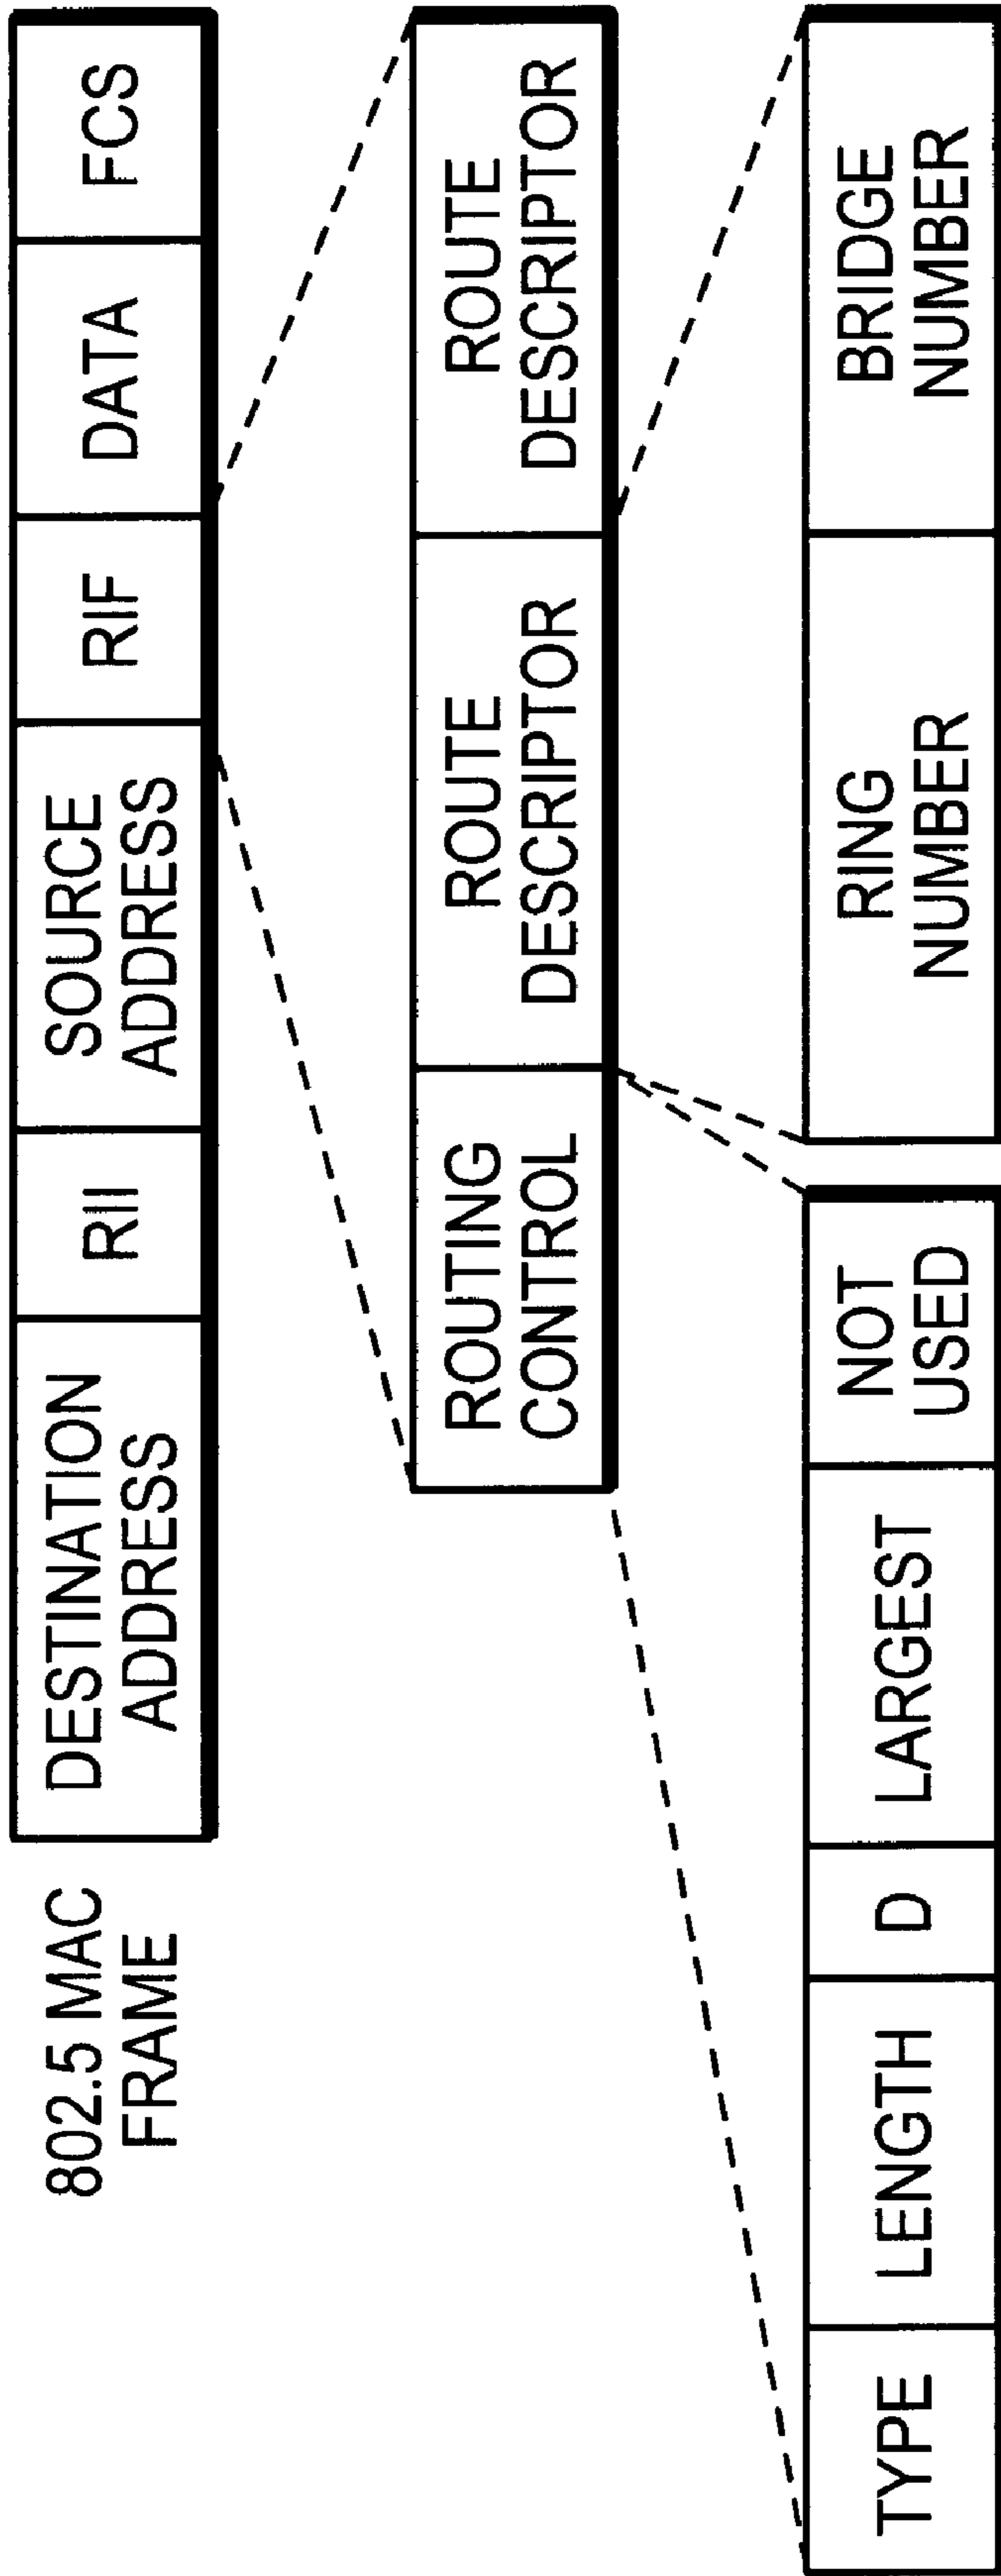 802.5 MAC
FRAME
DESTINATION
ADDRESS
RII
SOURCE
ADDRESS
RIF
DATA
FCS
ROUTING
CONTROL
ROUTE
DESCRIPTOR
ROUTE
DESCRIPTOR
TYPE
LENGTH
D
LARGEST
NOT
USED
RING
NUMBER
BRIDGE
NUMBER